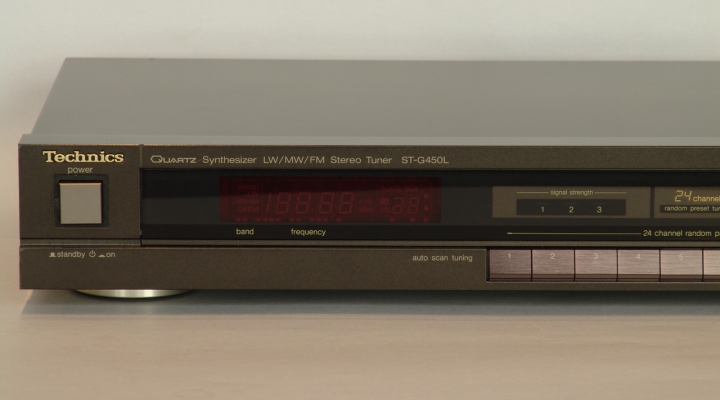 Technics
power
QUARTZ Synthesizer LW/MW/FM Stereo Tuner ST-G450L
signal strength
1 2 3
24 channel
random preset tun
band frequency
24 channel random p
standby on
auto scan tuning
1 2 3 4 5